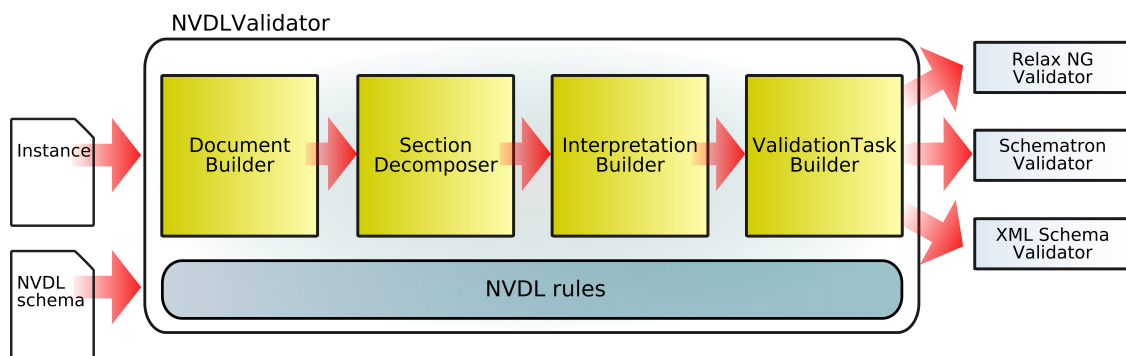 NVDLValidator
Instance
NVDL
schema
Document
Builder
Section
Decomposer
Interpretation
Builder
ValidationTask
Builder
NVDL rules
Relax NG
Validator
Schematron
Validator
XML Schema
Validator